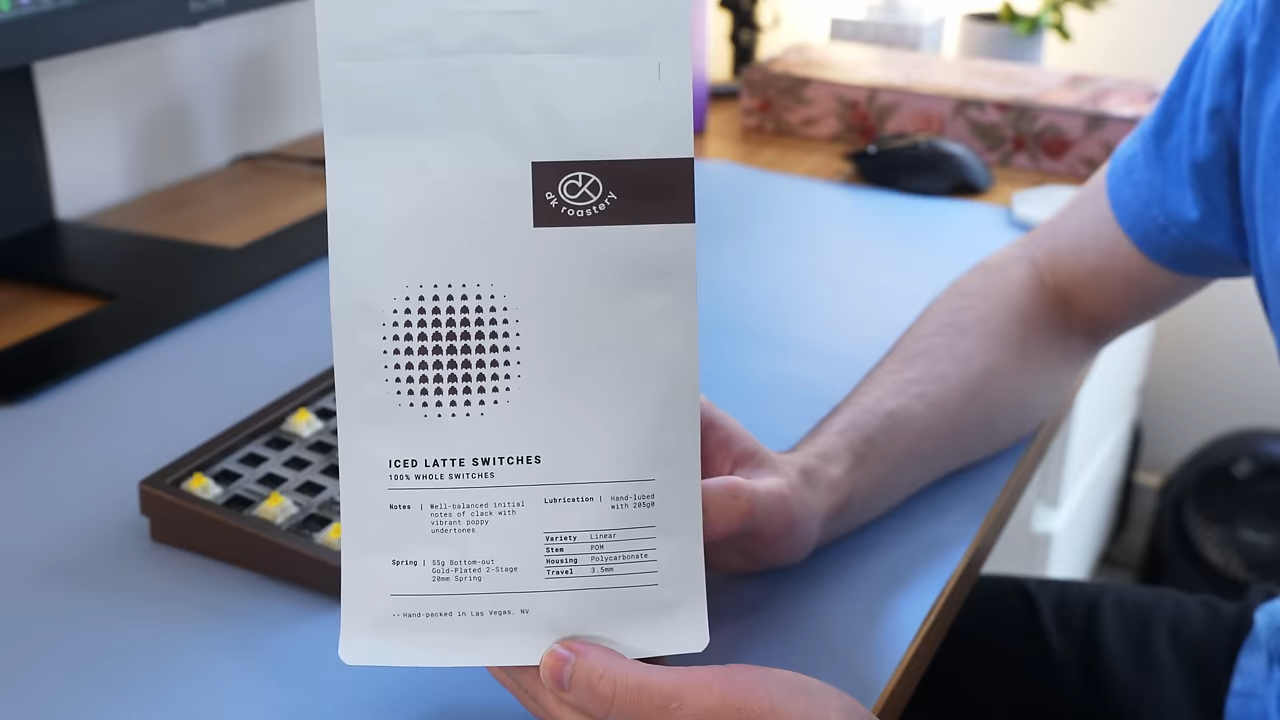 dk
dk roastery
ICED LATTE SWITCHES
100% WHOLE SWITCHES
Notes | Well-balanced initial
notes of clack with
vibrant poppy
undertones
Spring | 55g Bottom-out
Gold-Plated 2-Stage
20mm Spring
Lubrication | Hand-lubed
with 205g0
Variety Linear
Stem POM
Housing Polycarbonate
Travel 3.5mm
Hand-packed in Las Vegas, NV